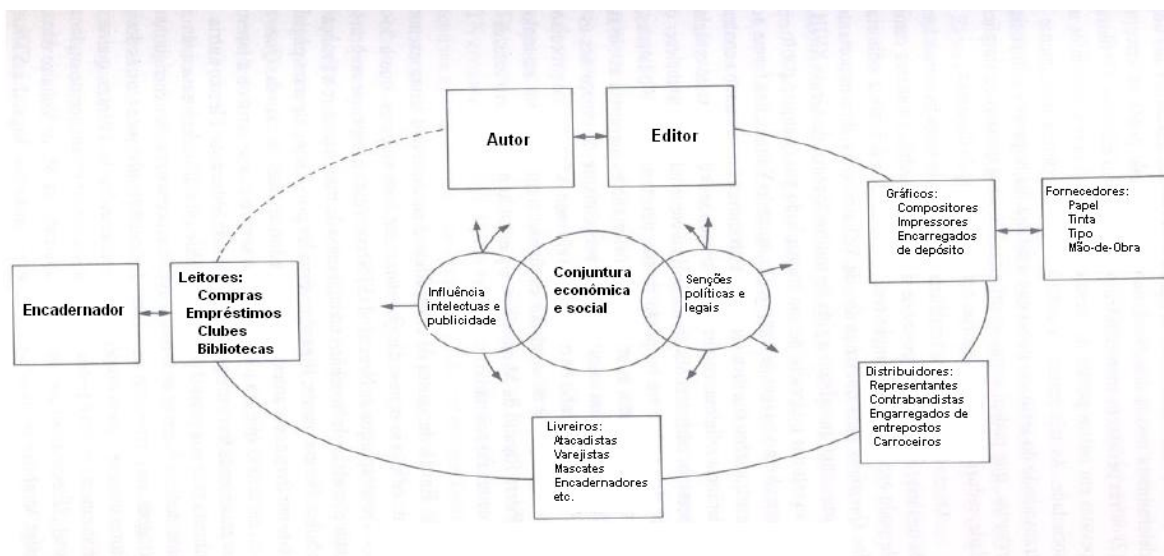 Autor
Editor
Gráficos:
Compositores
Impressores
Encarregados
de depósito
Fornecedores:
Papel
Tinta
Tipo
Mão-de-Obra
Encadernador
Leitores:
Compras
Empréstimos
Clubes
Bibliotecas
Influência
intelectuas e
publicidade
Conjuntura
econômica
e social
Senções
políticas e
legais
Distribuidores:
Representantes
Contrabandistas
Engarregados de
entrepostos
Carroceiros
Livreiros:
Atacadistas
Varejistas
Mascates
Encadernadores
etc.